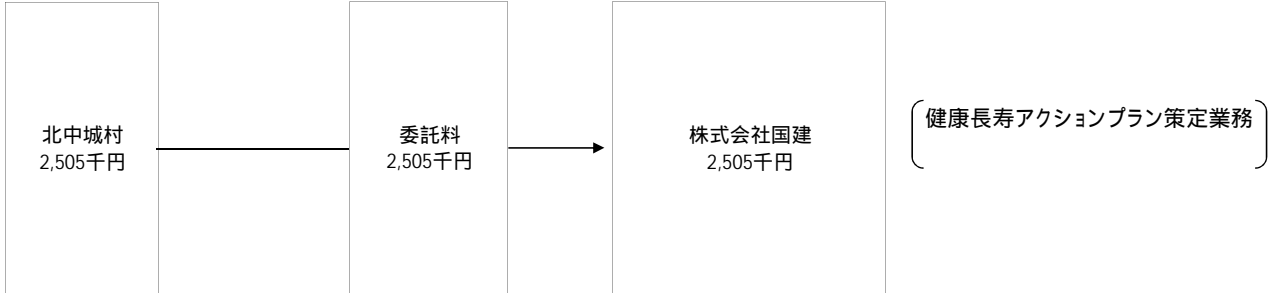 北中城村
2,505千円
委託料
2,505千円
株式会社国建
2,505千円
健康長寿アクションプラン策定業務